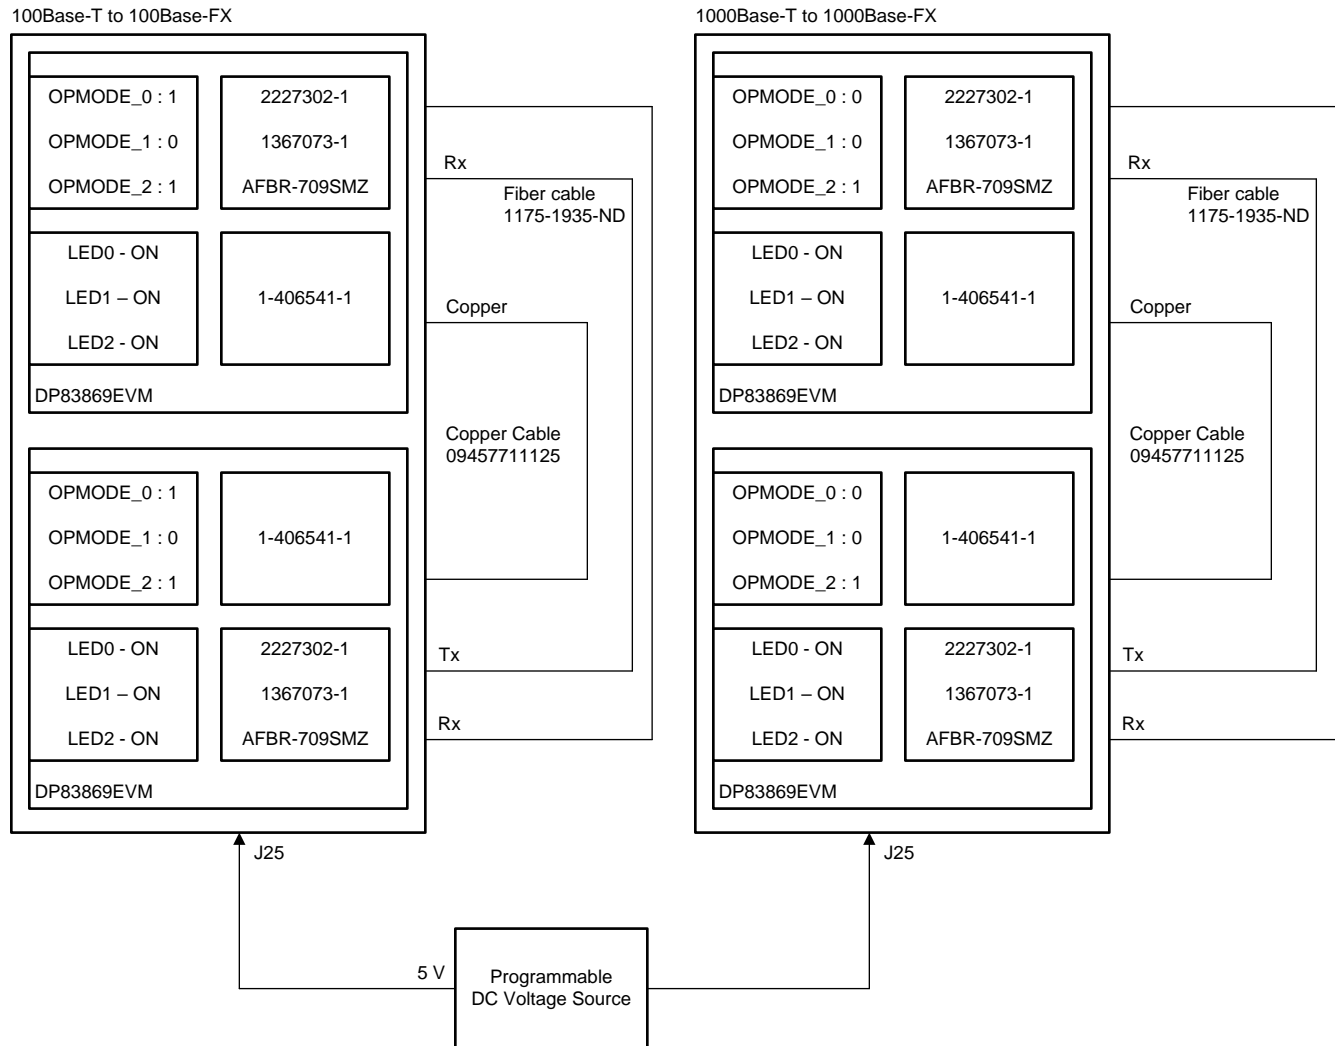 100Base-T to 100Base-FX
OPMODE_0 : 1
OPMODE_1 : 0
OPMODE_2 : 1
2227302-1
1367073-1
AFBR-709SMZ
LED0 - ON
LED1 – ON
LED2 - ON
1-406541-1
DP83869EVM
OPMODE_0 : 1
OPMODE_1 : 0
OPMODE_2 : 1
1-406541-1
LED0 - ON
LED1 – ON
LED2 - ON
2227302-1
1367073-1
AFBR-709SMZ
DP83869EVM
Rx
Fiber cable
1175-1935-ND
Copper
Copper Cable
09457711125
Tx
Rx
J25
1000Base-T to 1000Base-FX
OPMODE_0 : 0
OPMODE_1 : 0
OPMODE_2 : 1
2227302-1
1367073-1
AFBR-709SMZ
LED0 - ON
LED1 – ON
LED2 - ON
1-406541-1
DP83869EVM
OPMODE_0 : 0
OPMODE_1 : 0
OPMODE_2 : 1
1-406541-1
LED0 - ON
LED1 – ON
LED2 - ON
2227302-1
1367073-1
AFBR-709SMZ
DP83869EVM
Rx
Fiber cable
1175-1935-ND
Copper
Copper Cable
09457711125
Tx
Rx
J25
5 V
Programmable
DC Voltage Source